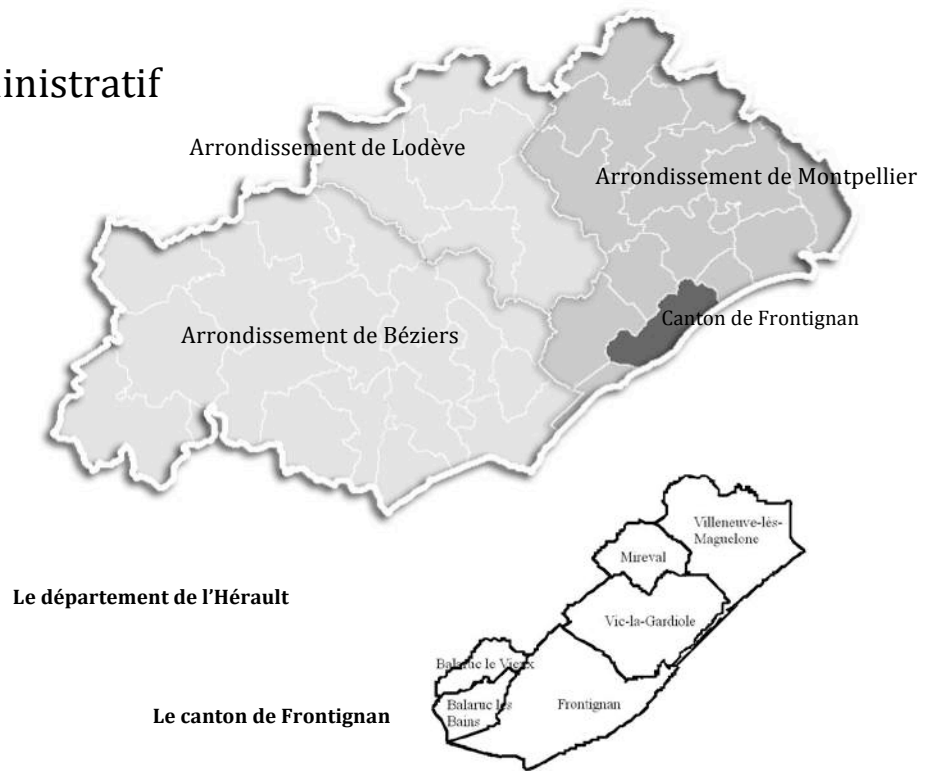 inistratif
Arrondissement de Lodève
Arrondissement de Montpellier
Canton de Frontignan
Arrondissement de Béziers
Villeneuve-lés-
Maguelone
Mireval
Le département de l'Hérault
Vic-la-Gardiole
Balaruc le Vieux
Balaruc les
Bains
Frontignan
Le canton de Frontignan